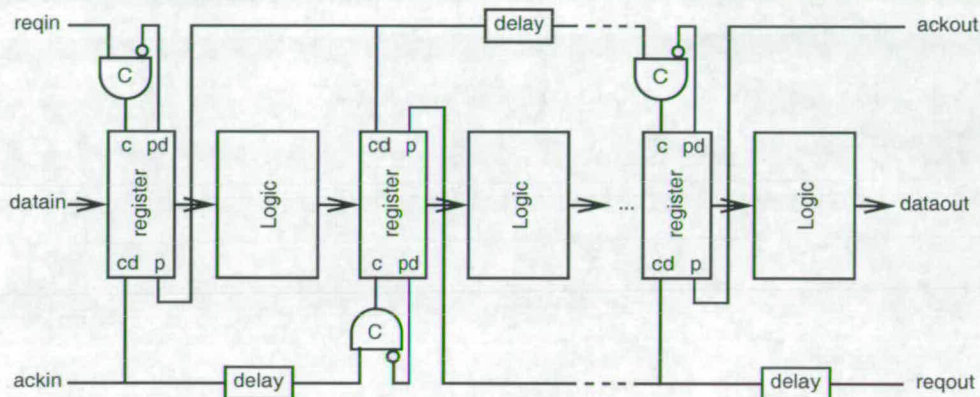 reqin
delay
ackout
C
C
c pd
cd p
c pd
datain
register
Logic
register
Logic
...
register
Logic
dataout
cd p
c pd
cd p
C
ackin
delay
delay
reqout